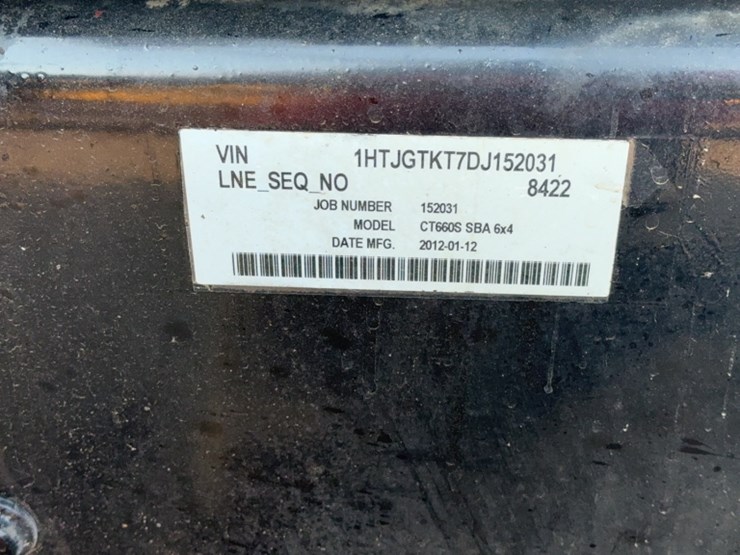 VIN 1HTJGTKT7DJ152031
LNE_SEQ_NO 8422
JOB NUMBER 152031
MODEL CT660S SBA 6x4
DATE MFG. 2012-01-12